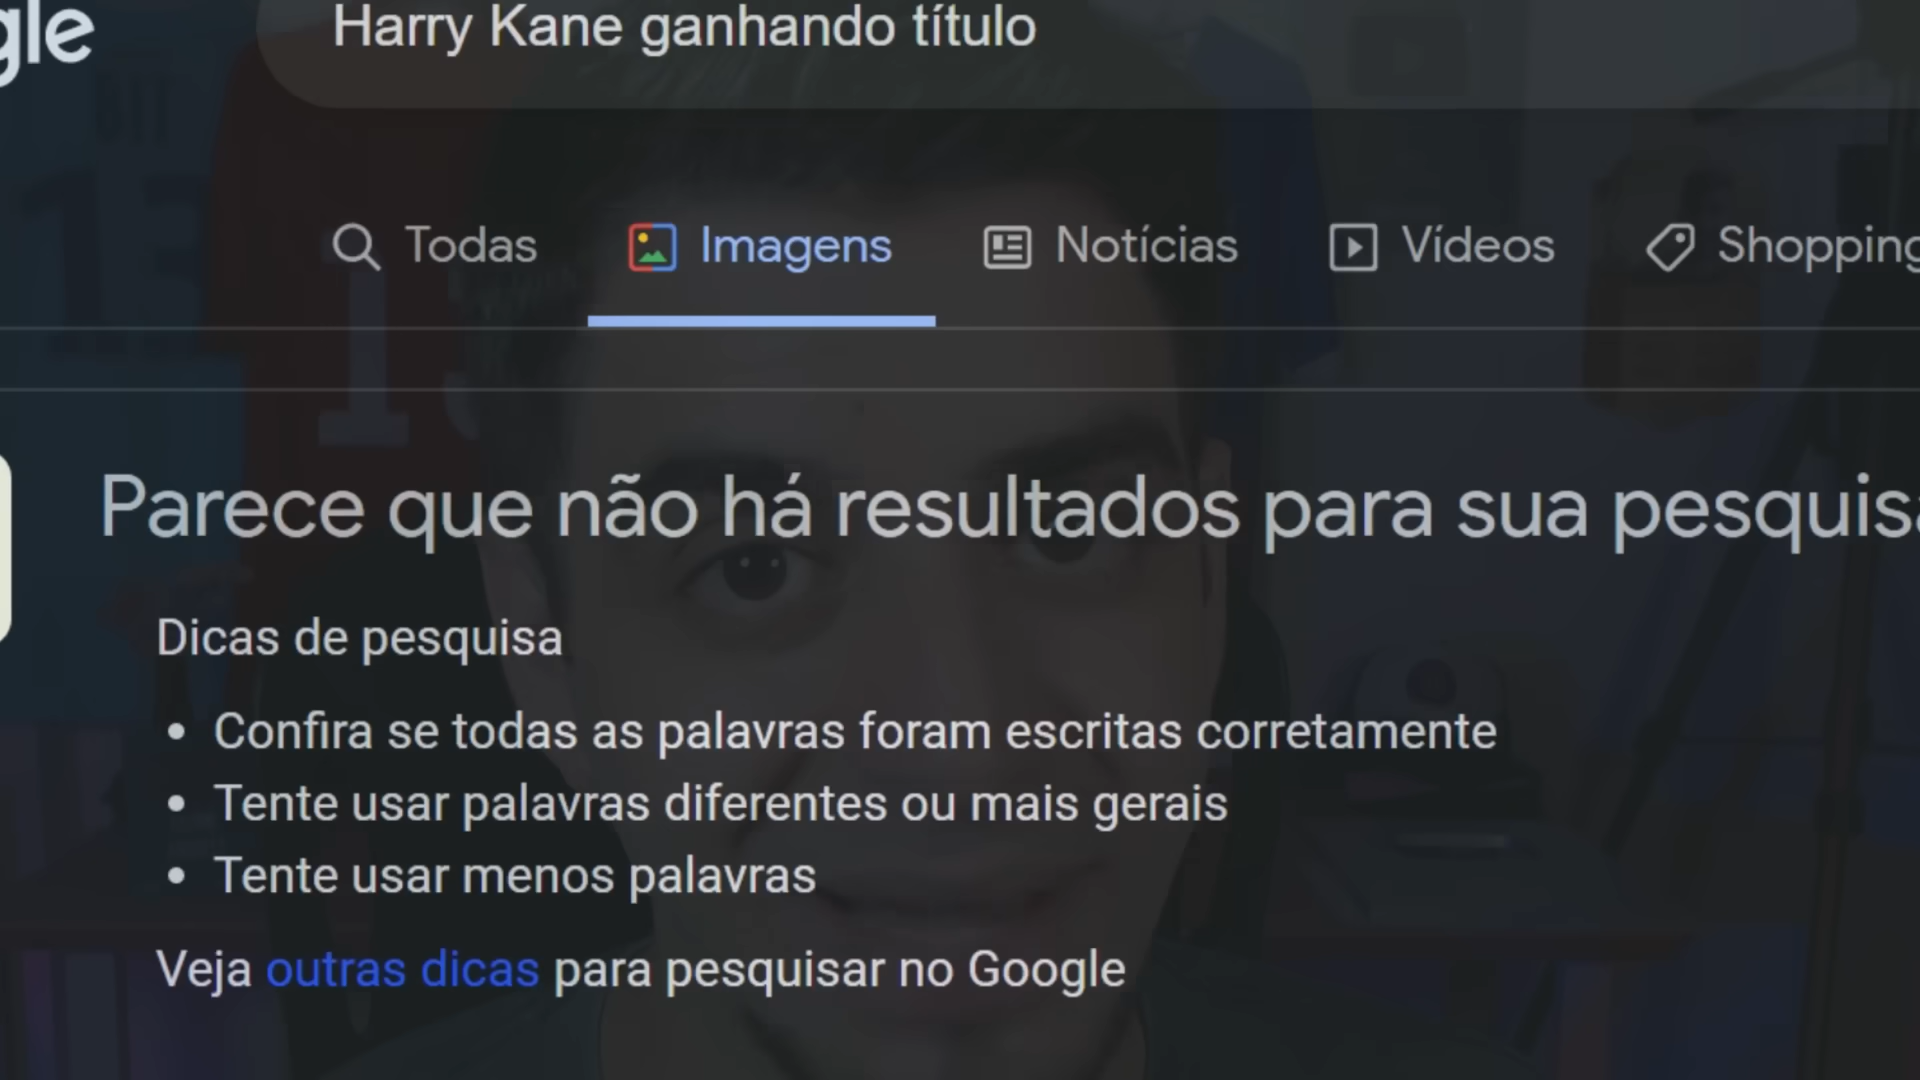 gle
Harry Kane ganhando título
Todas Imagens Notícias Vídeos Shopping
Parece que não há resultados para sua pesquisa
Dicas de pesquisa
• Confira se todas as palavras foram escritas corretamente
• Tente usar palavras diferentes ou mais gerais
• Tente usar menos palavras
Veja outras dicas para pesquisar no Google